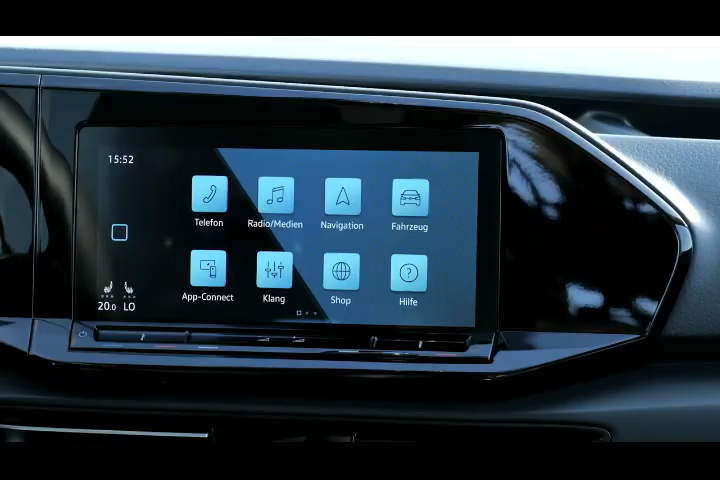 15:52
Telefon
Radio/Medien
Navigation
Fahrzeug
App-Connect
Klang
Shop
Hilfe
20.0 LO